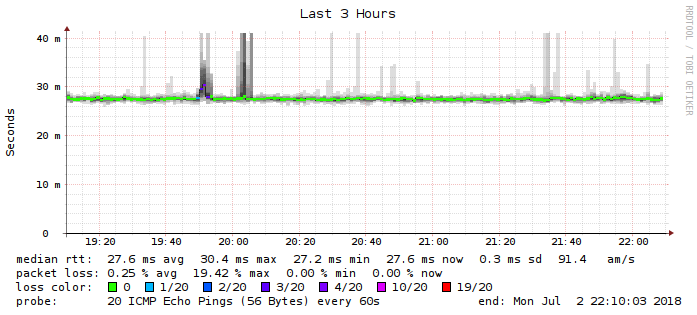 Last 3 Hours
RRDTOOL / TOBI OETIKER
Seconds
40 m
30 m
20 m
10 m
0
19:20 19:40 20:00 20:20 20:40 21:00 21:20 21:40 22:00
median rtt: 27.6 ms avg 30.4 ms max 27.2 ms min 27.6 ms now 0.3 ms sd 91.4 am/s
packet loss: 0.25 % avg 19.42 % max 0.00 % min 0.00 % now
loss color: 0 1/20 2/20 3/20 4/20 10/20 19/20
probe: 20 ICMP Echo Pings (56 Bytes) every 60s end: Mon Jul 2 22:10:03 2018